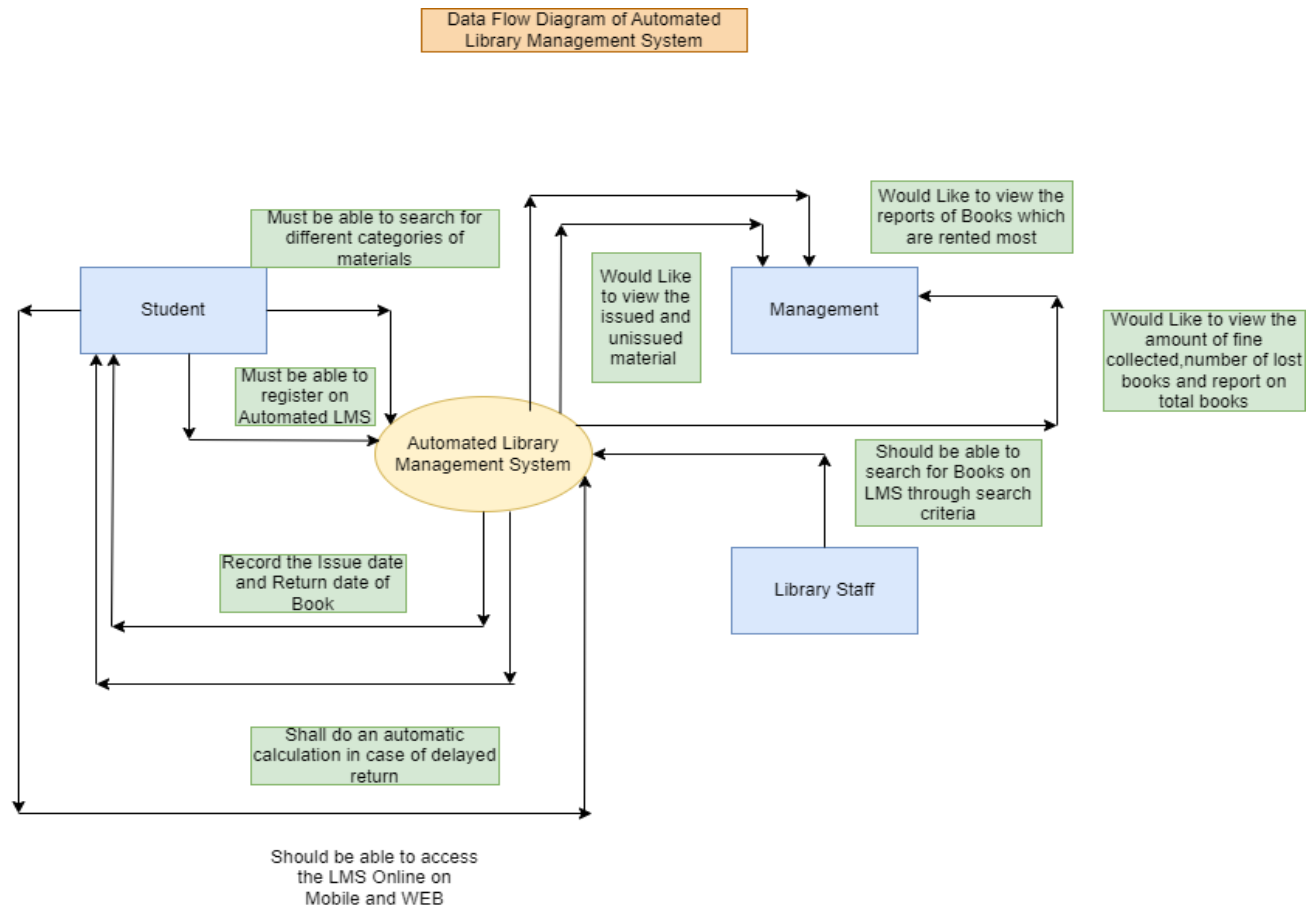 Data Flow Diagram of Automated
Library Management System
Would Like to view the
reports of Books which
are rented most
Must be able to search for
different categories of
materials
Would Like
to view the
issued and
unissued
material
Student
Management
Would Like to view the
amount of fine
collected,number of lost
books and report on
total books
Must be able to
register on
Automated LMS
Automated Library
Management System
Should be able to
search for Books on
LMS through search
criteria
Record the Issue date
and Return date of
Book
Library Staff
Shall do an automatic
calculation in case of delayed
return
Should be able to access
the LMS Online on
Mobile and WEB